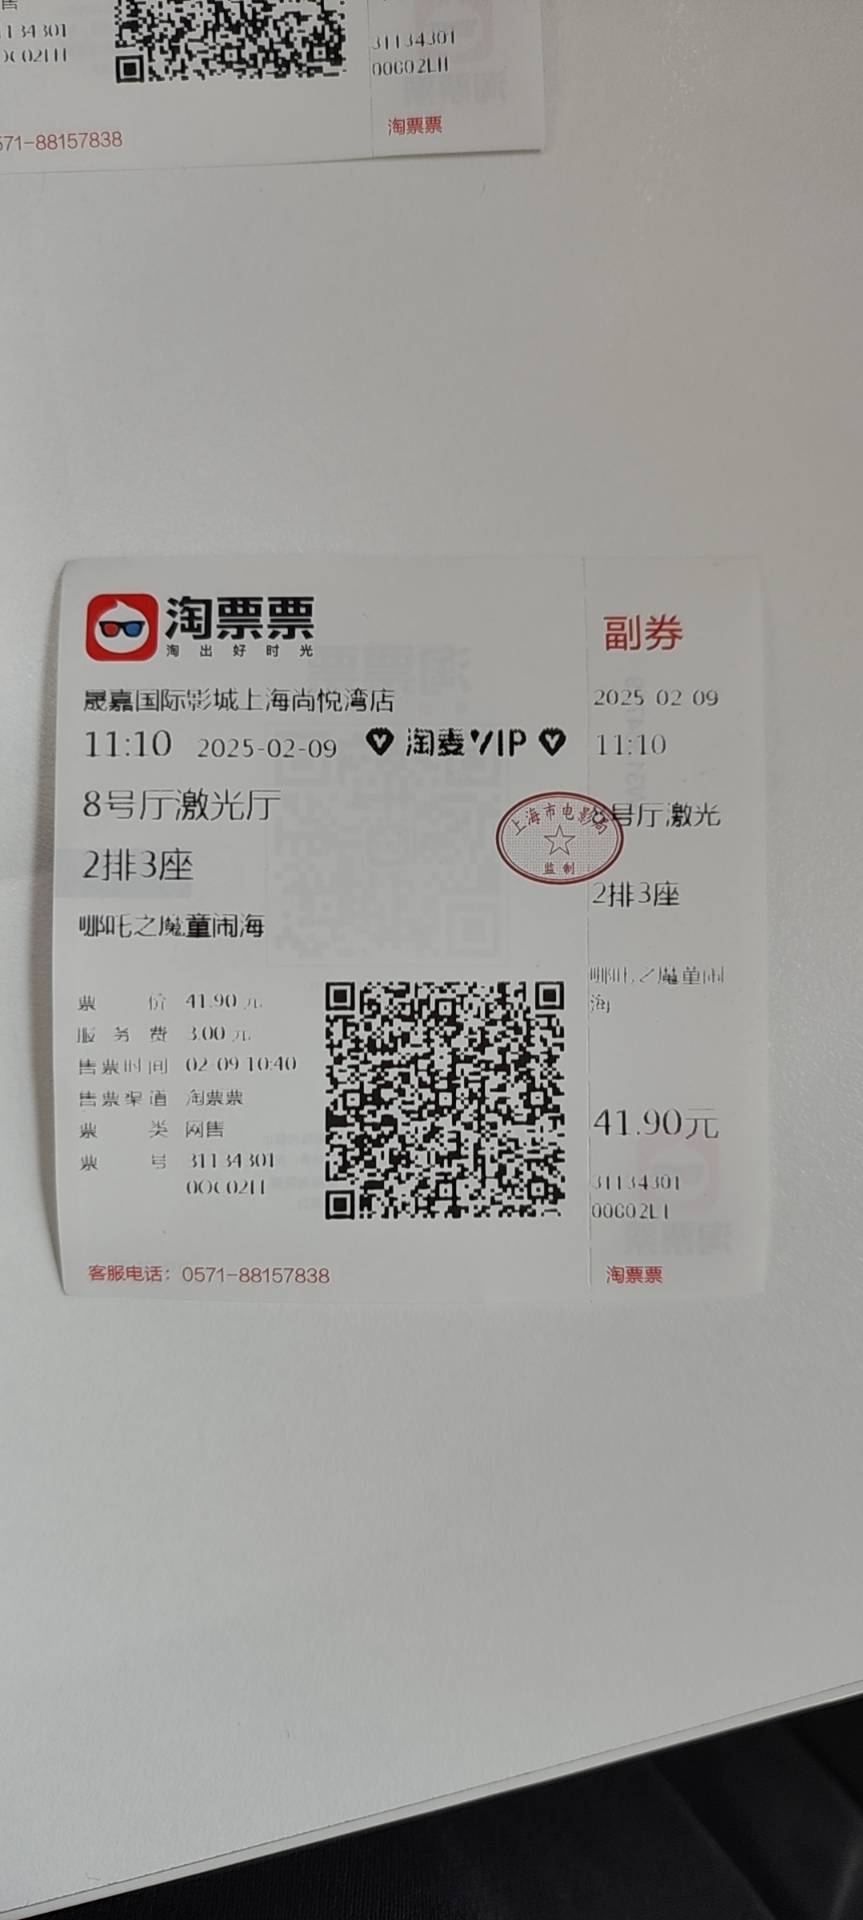 134301
31134301
00G02LH
571-88157838
淘票票
淘票票
淘出好时光
副券
晟嘉国际影城上海尚悦湾店
2025 02 09
11:10 2025-02-09 淘麦VIP
11:10
8号厅激光厅
上海市电影局
监制
8号厅激光
2排3座
2排3座
哪吒之魔童闹海
哪吒之魔童闹
海
票价 41.90 元
服务费 3.00 元
售票时间 02-09 10:40
售票渠道 淘票票
票类 网售
票号 31134301
41.90元
31134301
客服电话：0571-88157838
淘票票